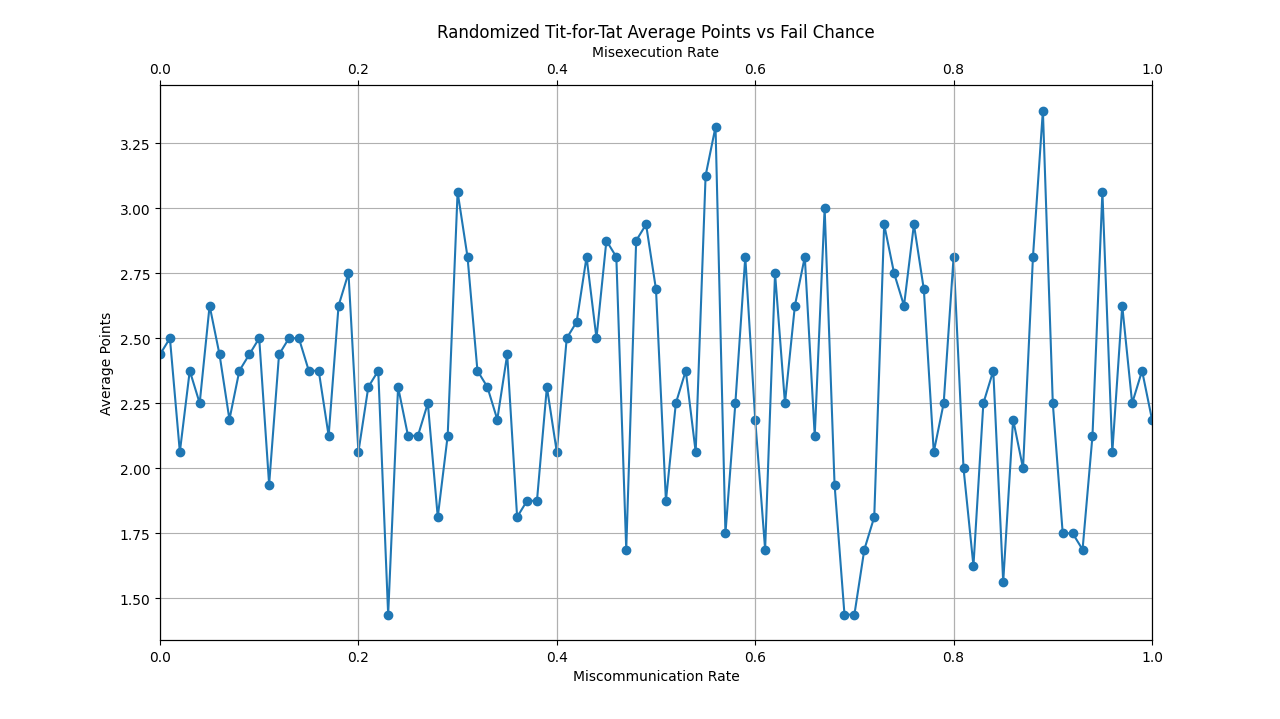 Randomized Tit-for-Tat Average Points vs Fail Chance
Misexecution Rate
0.0 0.2 0.4 0.6 0.8 1.0
3.25
3.00
2.75
2.50
2.25
2.00
1.75
1.50
Average Points
0.0 0.2 0.4 0.6 0.8 1.0
Miscommunication Rate